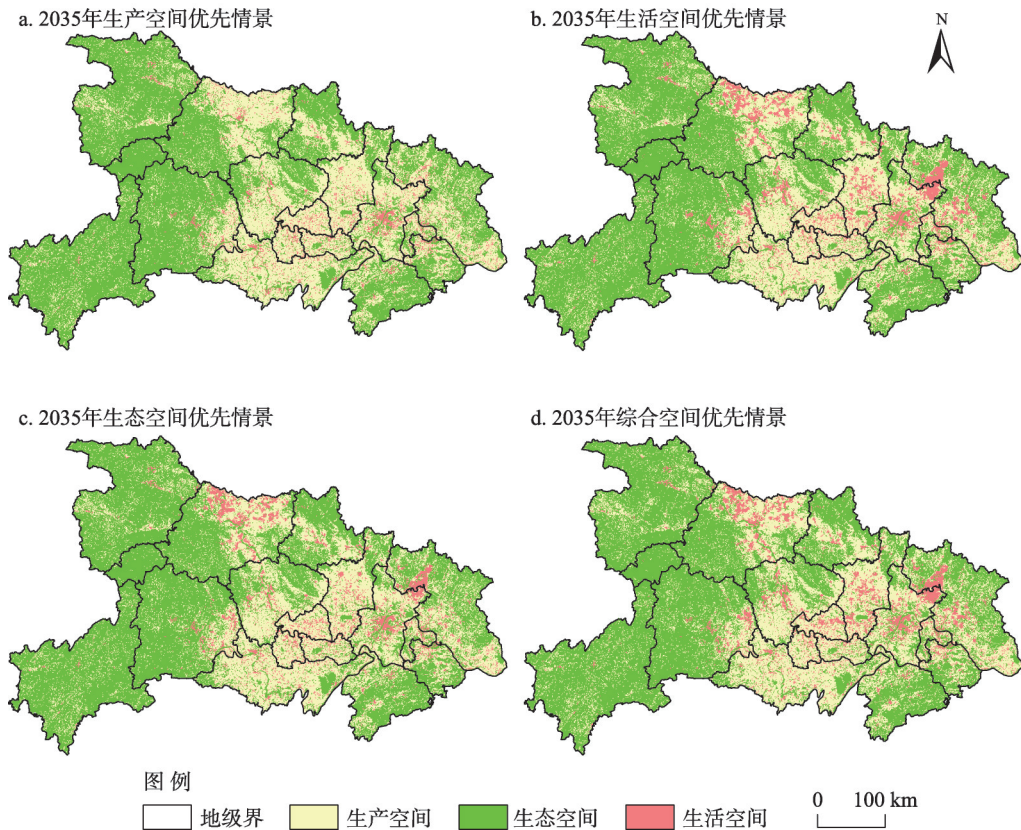 a. 2035年生产空间优先情景
b. 2035年生活空间优先情景
N
c. 2035年生态空间优先情景
d. 2035年综合空间优先情景
图 例
地级界
生产空间
生态空间
生活空间
0 100 km